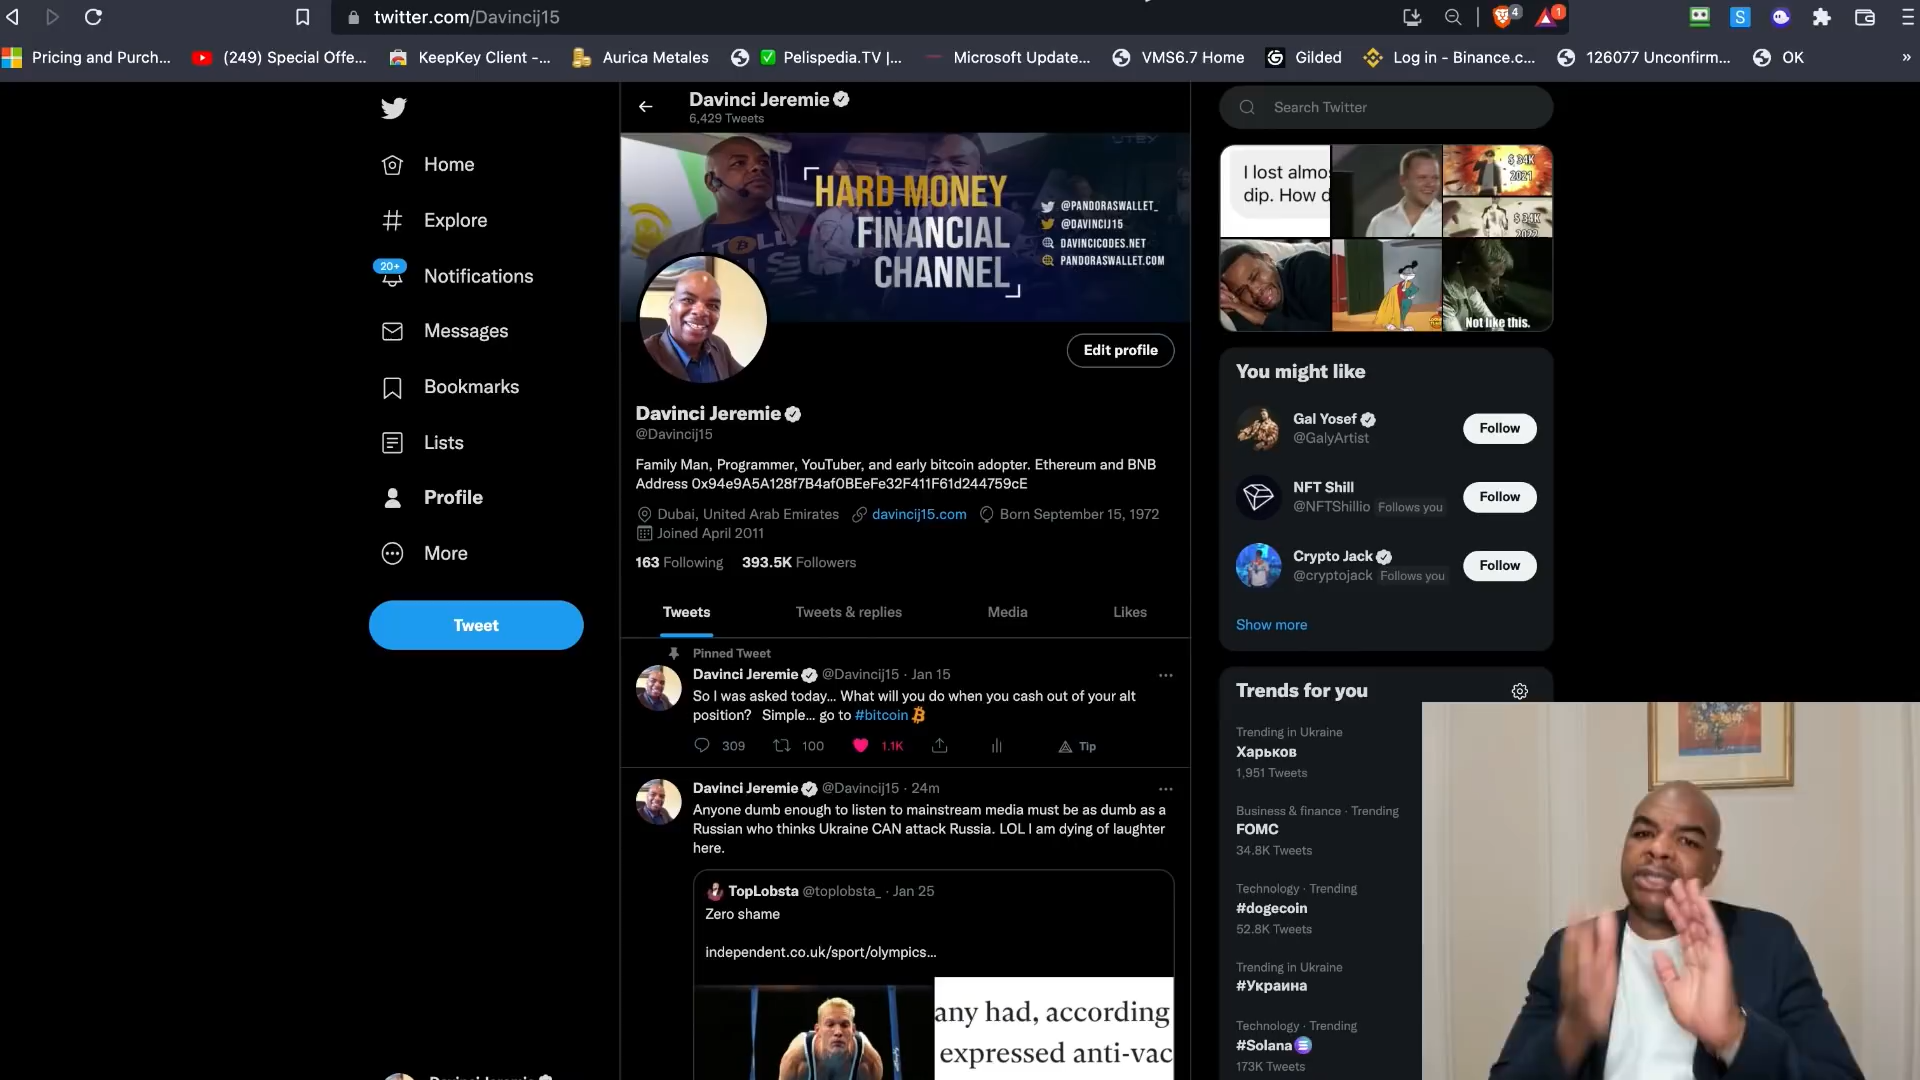 twitter.com/Davincij15
4
1
S
Pricing and Purch...
(249) Special Offe...
KeepKey Client -...
Aurica Metales
Pelispedia.TV |...
Microsoft Update...
VMS6.7 Home
Gilded
Log in - Binance.c...
126077 Unconfirm...
OK
»
Home
Explore
20+
Notifications
Messages
Bookmarks
Lists
Profile
More
Tweet
Davinci Jeremie
6,429 Tweets
HARD MONEY
FINANCIAL
CHANNEL
@PANDORASWALLET_
@DAVINCIJ15
DAVINCICODES.NET
PANDORASWALLET.COM
Edit profile
Davinci Jeremie
@Davincij15
Family Man, Programmer, YouTuber, and early bitcoin adopter. Ethereum and BNB
Address 0x94e9A5A128f7B4af0BEeFe32F411F61d244759cE
Dubai, United Arab Emirates davincij15.com Born September 15, 1972
Joined April 2011
163 Following 393.5K Followers
Tweets Tweets & replies Media Likes
Pinned Tweet
Davinci Jeremie @Davincij15 · Jan 15
So I was asked today... What will you do when you cash out of your alt
position? Simple... go to #bitcoin
309 100 1.1K Tip
Davinci Jeremie @Davincij15 · 24m
Anyone dumb enough to listen to mainstream media must be as dumb as a
Russian who thinks Ukraine CAN attack Russia. LOL I am dying of laughter
here.
TopLobsta @toplobsta_ · Jan 25
Zero shame
independent.co.uk/sport/olympics...
any had, according
expressed anti-vac
Search Twitter
I lost almos
dip. How d
$ 34K
2021
$ 34K
2022
Not like this.
You might like
Gal Yosef
@GalyArtist
Follow
NFT Shill
@NFTShillio Follows you
Follow
Crypto Jack
@cryptojack Follows you
Follow
Show more
Trends for you
Trending in Ukraine
Харьков
1,951 Tweets
Business & finance · Trending
FOMC
34.8K Tweets
Technology · Trending
#dogecoin
52.8K Tweets
Trending in Ukraine
#Украина
Technology · Trending
#Solana
173K Tweets